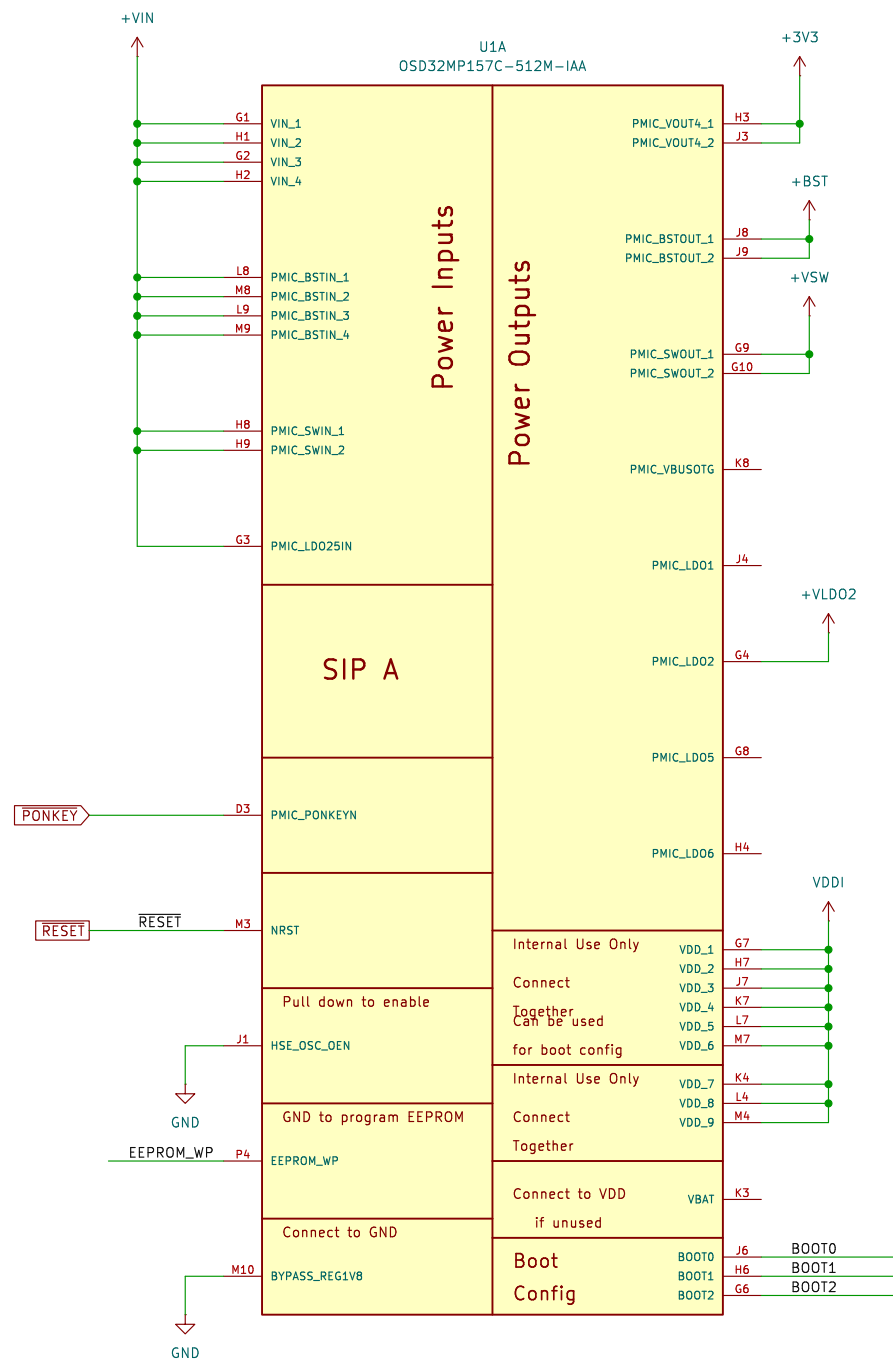 +VIN
U1A
OSD32MP157C-512M-IAA
+3V3
G1 VIN_1
H1 VIN_2
G2 VIN_3
H2 VIN_4
L8 PMIC_BSTIN_1
M8 PMIC_BSTIN_2
L9 PMIC_BSTIN_3
M9 PMIC_BSTIN_4
H8 PMIC_SWIN_1
H9 PMIC_SWIN_2
G3 PMIC_LDO25IN
Power Inputs
SIP A
PONKEY
D3 PMIC_PONKEYN
RESET
RESET
M3 NRST
Pull down to enable
J1 HSE_OSC_OEN
GND
GND to program EEPROM
EEPROM_WP
P4 EEPROM_WP
Connect to GND
M10 BYPASS_REG1V8
GND
Power Outputs
PMIC_VOUT4_1 H3
PMIC_VOUT4_2 J3
+BST
PMIC_BSTOUT_1 J8
PMIC_BSTOUT_2 J9
+VSW
PMIC_SWOUT_1 G9
PMIC_SWOUT_2 G10
PMIC_VBUSOTG K8
PMIC_LDO1 J4
+VLDO2
PMIC_LDO2 G4
PMIC_LDO5 G8
PMIC_LDO6 H4
VDDI
Internal Use Only
Connect
Together
Can be used
for boot config
VDD_1 G7
VDD_2 H7
VDD_3 J7
VDD_4 K7
VDD_5 L7
VDD_6 M7
Internal Use Only
Connect
Together
VDD_7 K4
VDD_8 L4
VDD_9 M4
Connect to VDD
if unused
VBAT K3
Boot
Config
BOOT0 J6 BOOT0
BOOT1 H6 BOOT1
BOOT2 G6 BOOT2